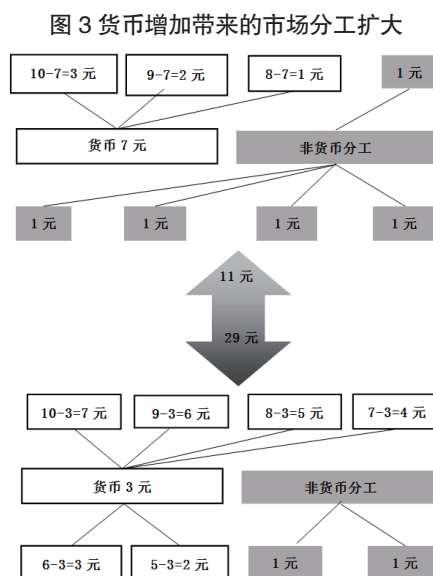 图 3 货币增加带来的市场分工扩大
10-7=3 元
9-7=2 元
8-7=1 元
1 元
货币 7 元
非货币分工
1 元
1 元
1 元
1 元
11 元
29 元
10-3=7 元
9-3=6 元
8-3=5 元
7-3=4 元
货币 3 元
非货币分工
6-3=3 元
5-3=2 元
1 元
1 元